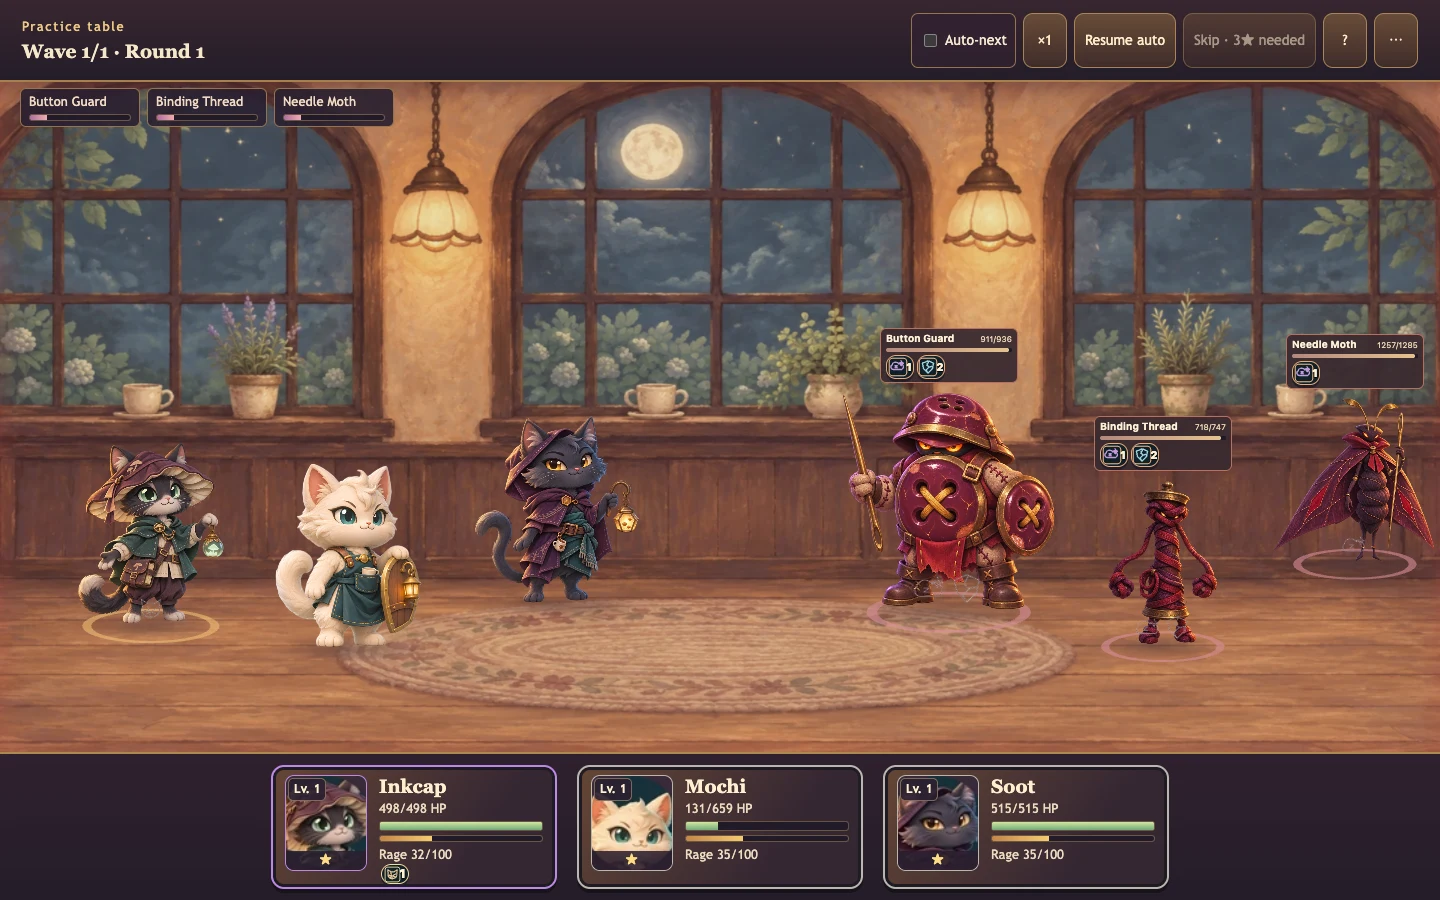 Practice table
Wave 1/1 · Round 1
Auto-next
×1
Resume auto
Skip · 3★ needed
?
···
Button Guard
Binding Thread
Needle Moth
Button Guard 911/936
1 2
Needle Moth 1257/1285
1
Binding Thread 718/747
1 2
Lv. 1
Inkcap
498/498 HP
Rage 32/100
1
Lv. 1
Mochi
131/659 HP
Rage 35/100
Lv. 1
Soot
515/515 HP
Rage 35/100